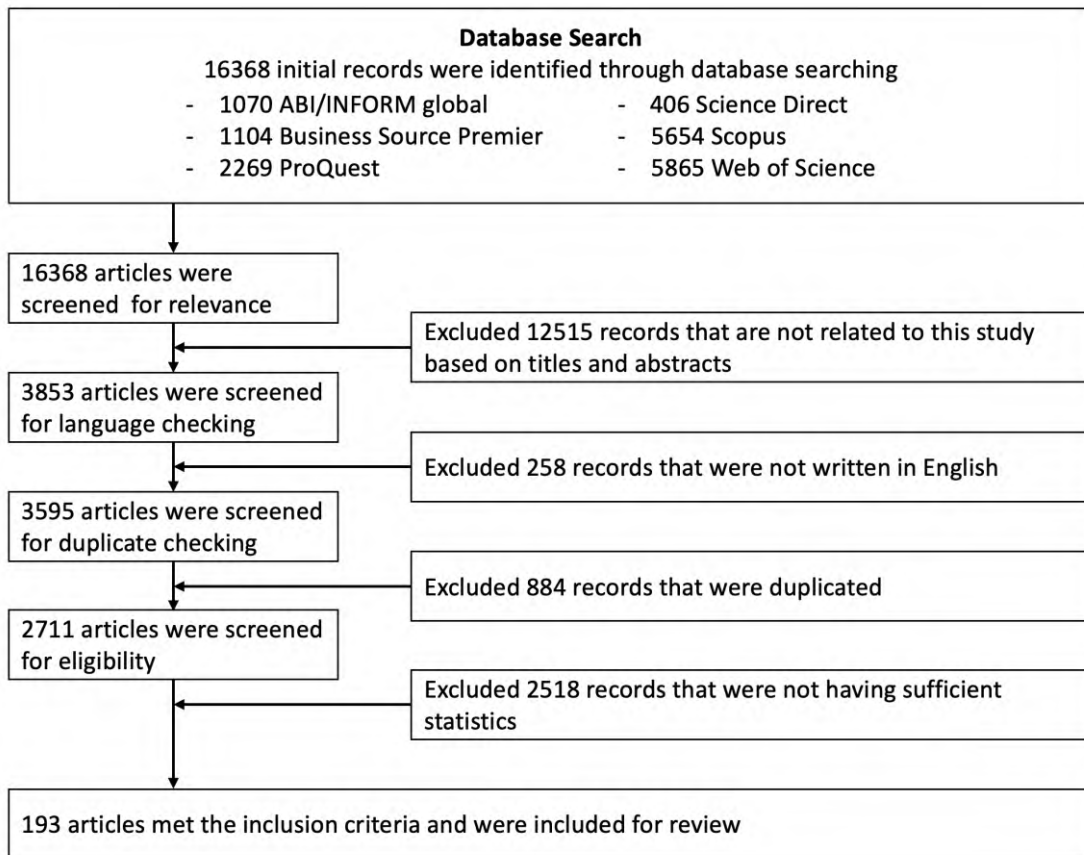 Database Search
16368 initial records were identified through database searching
- 1070 ABI/INFORM global
- 1104 Business Source Premier
- 2269 ProQuest
- 406 Science Direct
- 5654 Scopus
- 5865 Web of Science
16368 articles were
screened for relevance
Excluded 12515 records that are not related to this study
based on titles and abstracts
3853 articles were screened
for language checking
Excluded 258 records that were not written in English
3595 articles were screened
for duplicate checking
Excluded 884 records that were duplicated
2711 articles were screened
for eligibility
Excluded 2518 records that were not having sufficient
statistics
193 articles met the inclusion criteria and were included for review